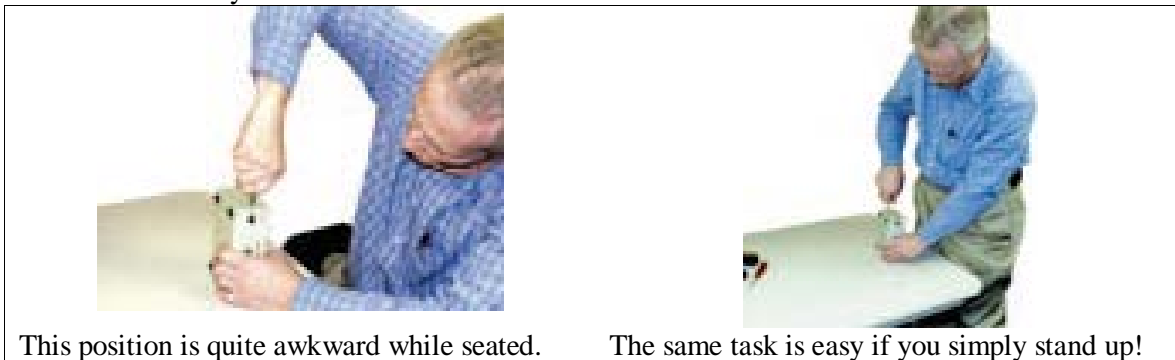 This position is quite awkward while seated.
The same task is easy if you simply stand up!